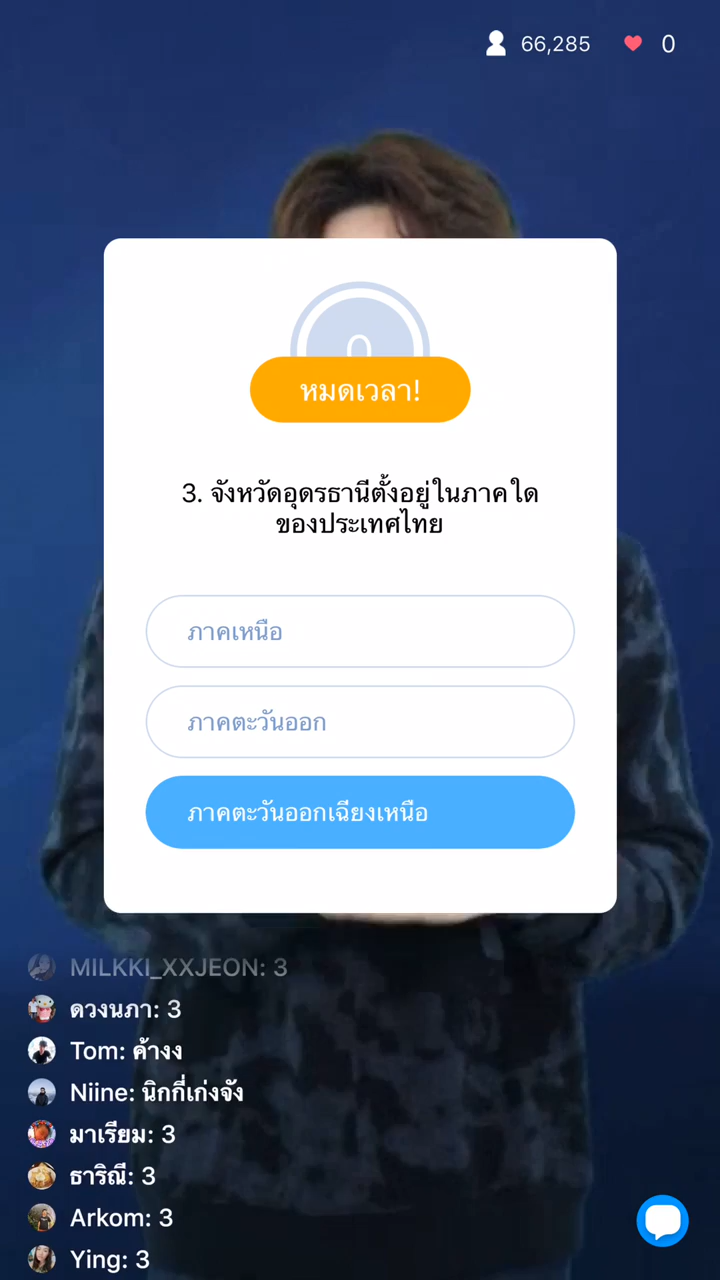 66,285
0
0
หมดเวลา!
3. จังหวัดอุดรธานีตั้งอยู่ในภาคใด
ของประเทศไทย
ภาคเหนือ
ภาคตะวันออก
ภาคตะวันออกเฉียงเหนือ
MILKKI_XXJEON: 3
ดวงนภา: 3
Tom: ค้างง
Niine: นิกกี่เก่งจัง
มาเรียม: 3
ธาริณี: 3
Arkom: 3
Ying: 3